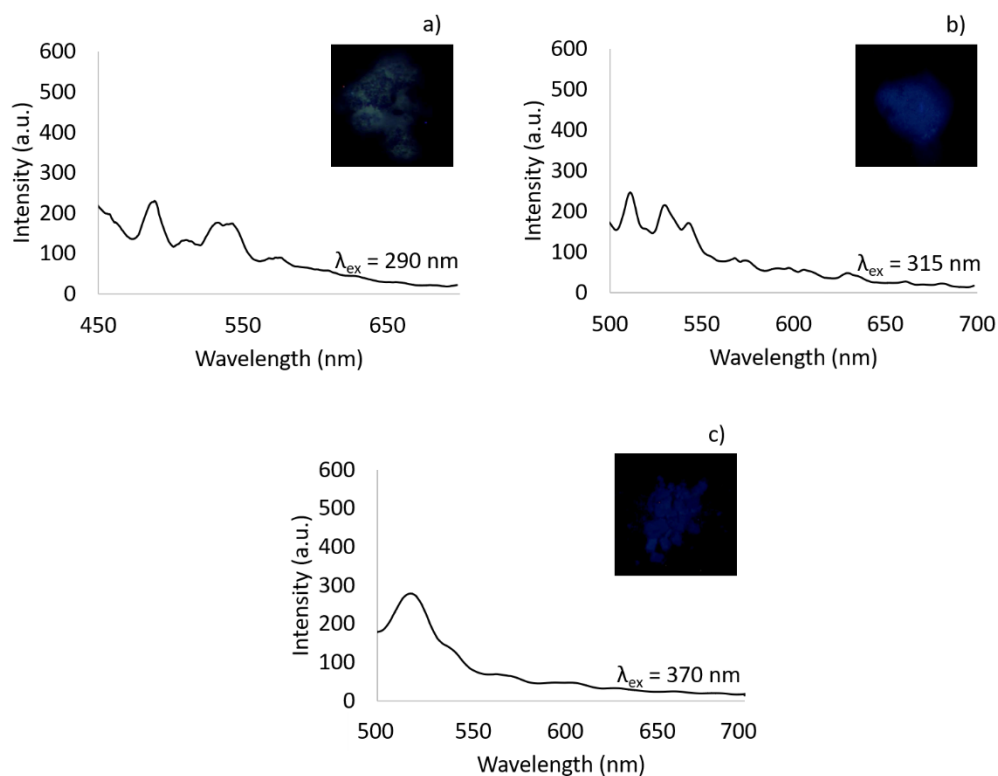 a)
600
500
400
300
200
100
0
Intensity (a.u.)
λex = 290 nm
450 550 650
Wavelength (nm)
b)
600
500
400
300
200
100
0
Intensity (a.u.)
λex = 315 nm
500 550 600 650 700
Wavelength (nm)
c)
600
500
400
300
200
100
0
Intensity (a.u.)
λex = 370 nm
500 550 600 650 700
Wavelength (nm)